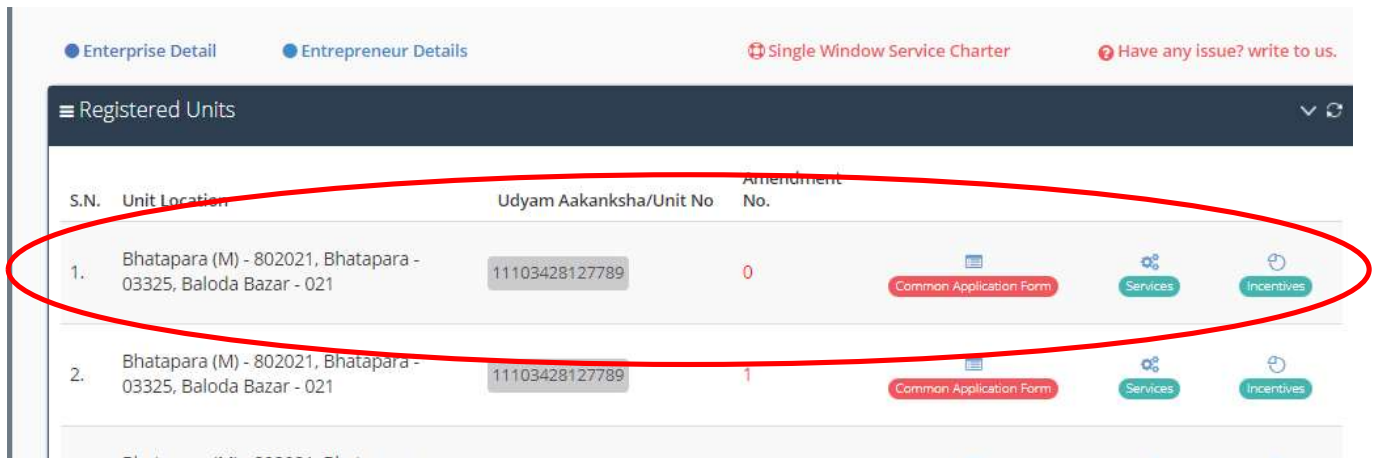 Enterprise Detail Entrepreneur Details Single Window Service Charter Have any issue? write to us.
Registered Units
Amendment
S.N. Unit Location Udyam Aakanksha/Unit No No.
Bhatapara (M) - 802021, Bhatapara -
1. 11103428127789 0
03325, Baloda Bazar - 021 Common Application Form Services Incentives
Bhatapara (M) - 802021, Bhatapara -
2. 11103428127789 1
03325, Baloda Bazar - 021 Common Application Form Services Incentives